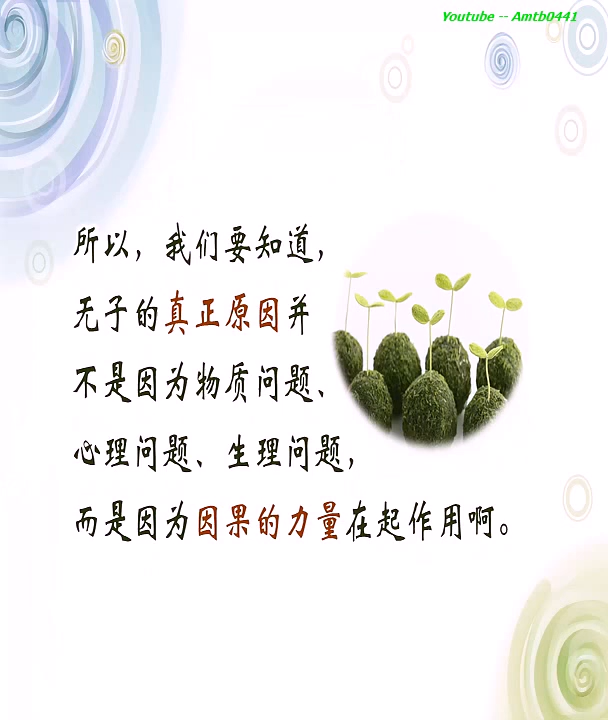 Youtube -- Amtb0441
所以，我们要知道，
无子的真正原因并
不是因为物质问题、
心理问题、生理问题，
而是因为因果的力量在起作用啊。